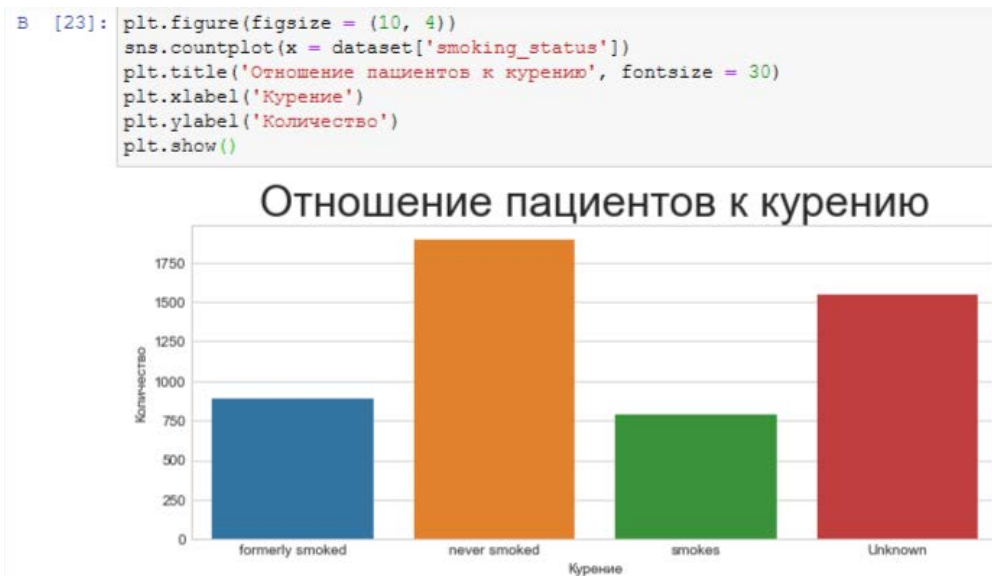 В [23]: plt.figure(figsize = (10, 4))
sns.countplot(x = dataset['smoking_status'])
plt.title('Отношение пациентов к курению', fontsize = 30)
plt.xlabel('Курение')
plt.ylabel('Количество')
plt.show()
Отношение пациентов к курению
Количество
1750
1500
1250
1000
750
500
250
0
formerly smoked never smoked smokes Unknown
Курение